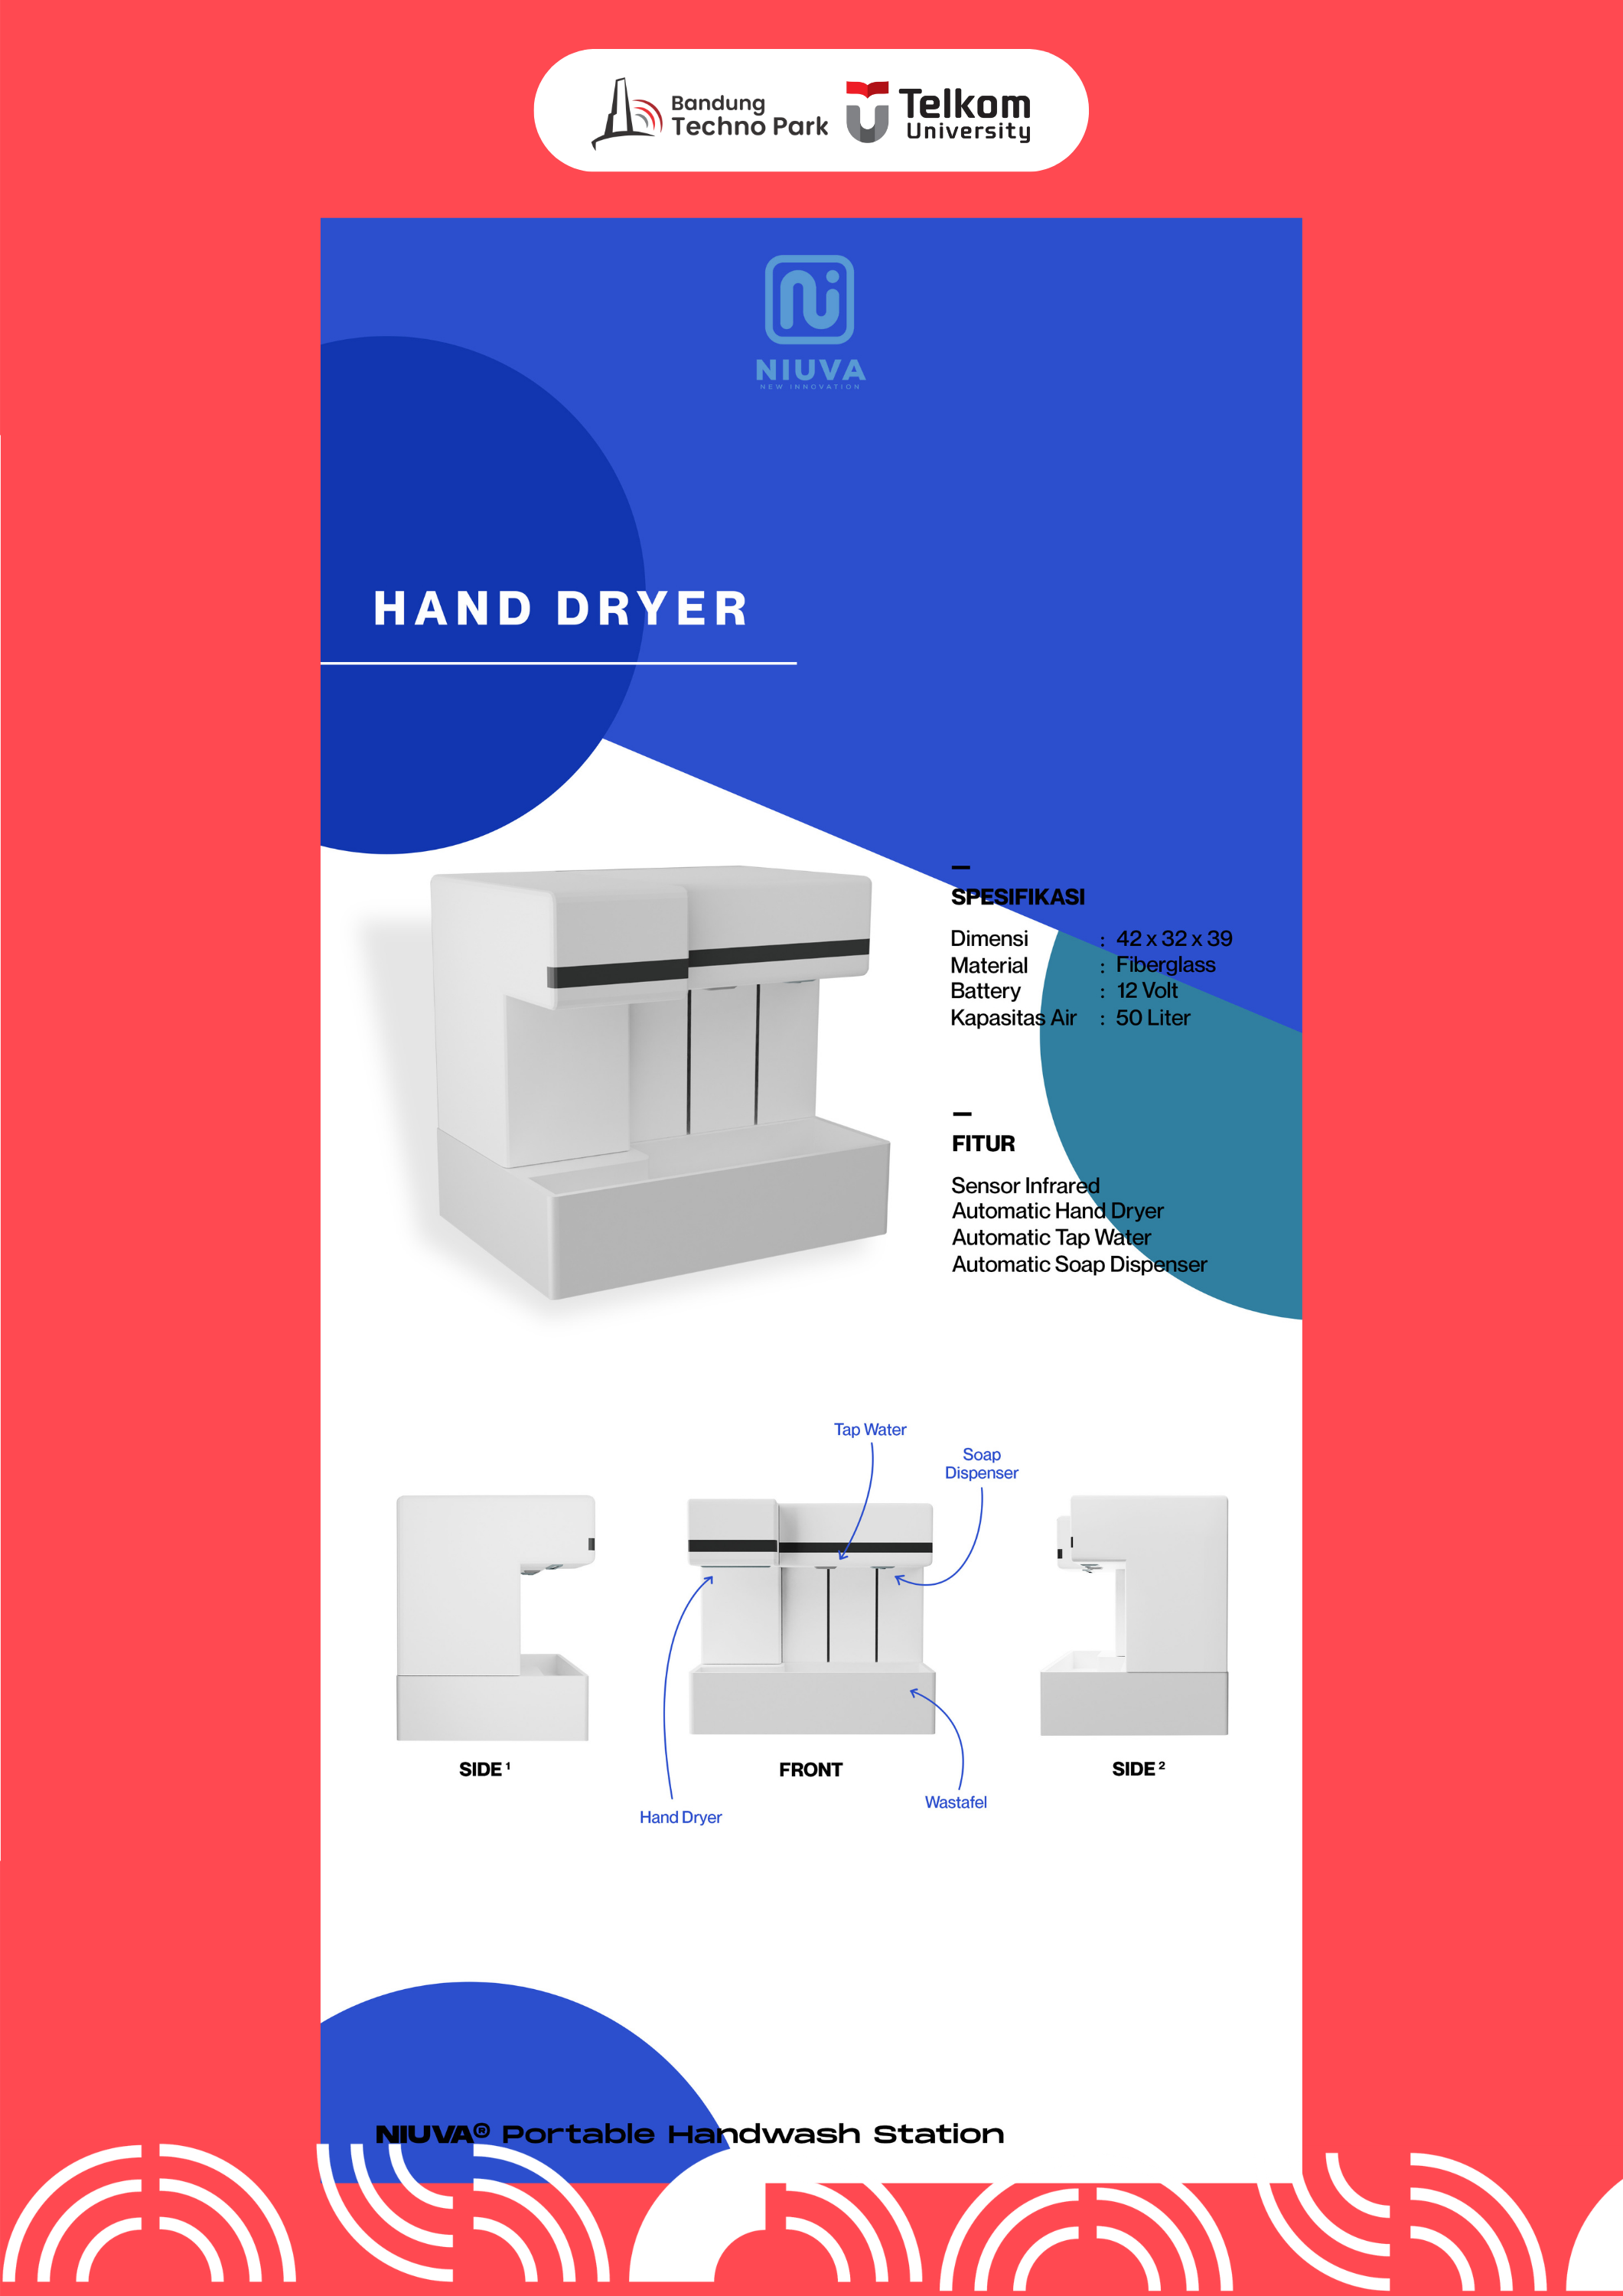 Bandung
Techno Park
Telkom
University
NIUVA
NEW INNOVATION
HAND DRYER
SPESIFIKASI
Dimensi : 42 x 32 x 39
Material : Fiberglass
Battery : 12 Volt
Kapasitas Air : 50 Liter
FITUR
Sensor Infrared
Automatic Hand Dryer
Automatic Tap Water
Automatic Soap Dispenser
Tap Water
Soap
Dispenser
SIDE ¹
FRONT
SIDE ²
Hand Dryer
Wastafel
NIUVA® Portable Handwash Station